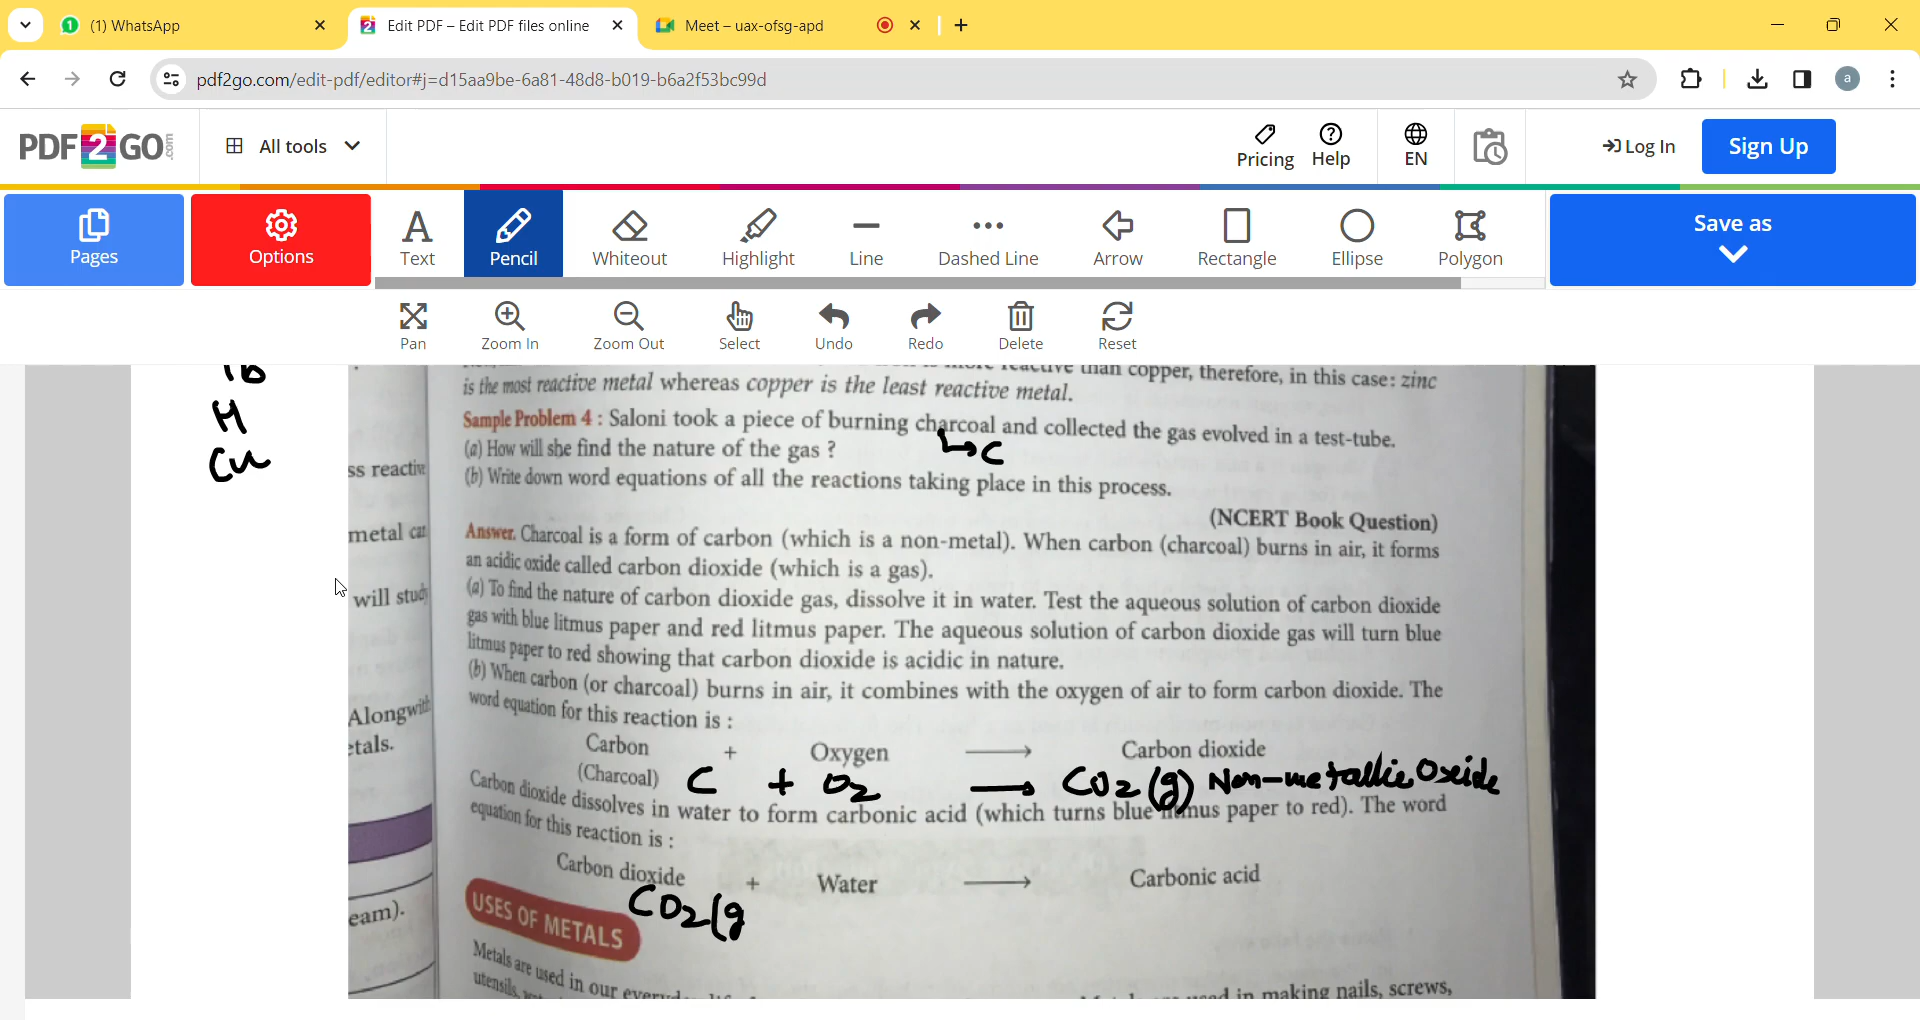 (1) WhatsApp
Edit PDF – Edit PDF files online
Meet – uax-ofsg-apd
pdf2go.com/edit-pdf/editor#j=d15aa9be-6a81-48d8-b019-b6a2f53bc99d
a
PDF2GO.com
All tools
Pricing
Help
EN
Log In
Sign Up
Pages
Options
Text
Pencil
Whiteout
Highlight
Line
Dashed Line
Arrow
Rectangle
Ellipse
Polygon
Save as
Pan
Zoom In
Zoom Out
Select
Undo
Redo
Delete
Reset
H
Cu
ss reactive
metal can
will study
Alongwith
etals.
eam).
reactive than copper, therefore, in this case: zinc
is the most reactive metal whereas copper is the least reactive metal.
Sample Problem 4 : Saloni took a piece of burning charcoal and collected the gas evolved in a test-tube.
(a) How will she find the nature of the gas ?
C
(b) Write down word equations of all the reactions taking place in this process.
(NCERT Book Question)
Answer. Charcoal is a form of carbon (which is a non-metal). When carbon (charcoal) burns in air, it forms
an acidic oxide called carbon dioxide (which is a gas).
(a) To find the nature of carbon dioxide gas, dissolve it in water. Test the aqueous solution of carbon dioxide
gas with blue litmus paper and red litmus paper. The aqueous solution of carbon dioxide gas will turn blue
litmus paper to red showing that carbon dioxide is acidic in nature.
(b) When carbon (or charcoal) burns in air, it combines with the oxygen of air to form carbon dioxide. The
word equation for this reaction is :
Carbon + Oxygen ⟶ Carbon dioxide
(Charcoal)
C + O2 → CO2 (g) Non-metallic Oxide
Carbon dioxide dissolves in water to form carbonic acid (which turns blue litmus paper to red). The word
equation for this reaction is :
Carbon dioxide + Water ⟶ Carbonic acid
CO2(g
USES OF METALS
Metals are used in our
utensils,
used in making nails, screws,